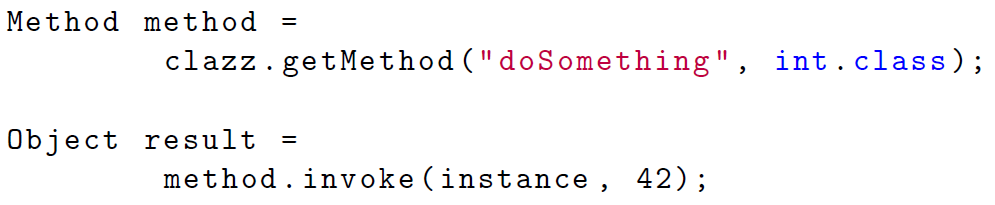 Method method =
clazz.getMethod("doSomething", int.class);
Object result =
method.invoke(instance, 42);